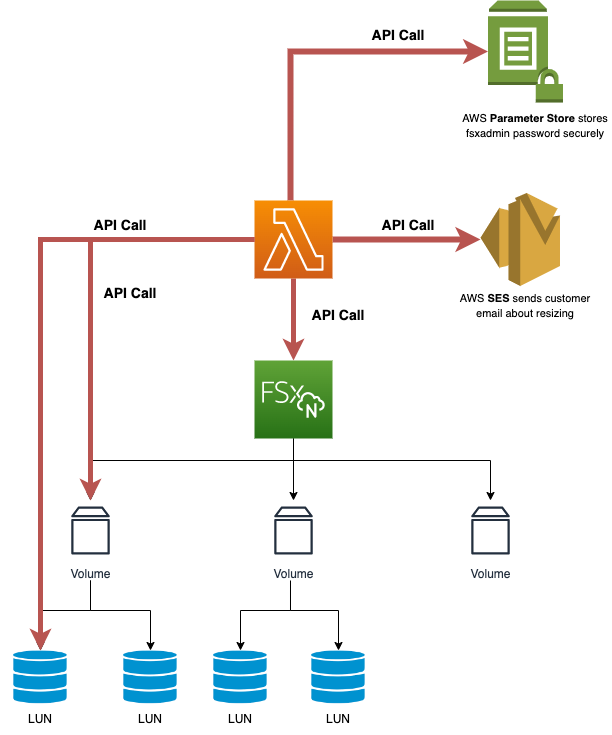 API Call
AWS Parameter Store stores
fsxadmin password securely
API Call
API Call
API Call
AWS SES sends customer
email about resizing
API Call
FSx
N
Volume
Volume
Volume
LUN
LUN
LUN
LUN